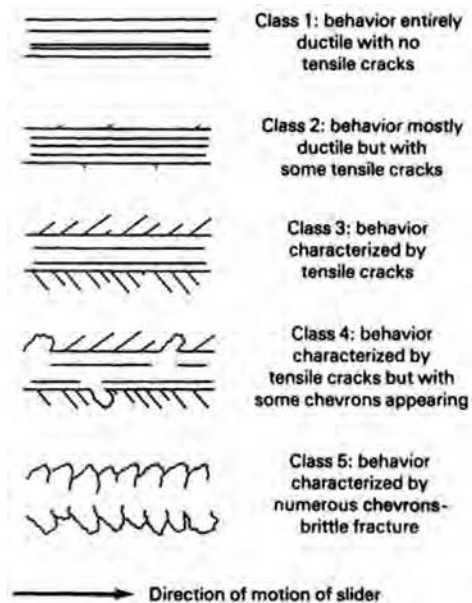 Class 1: behavior entirely
ductile with no
tensile cracks
Class 2: behavior mostly
ductile but with
some tensile cracks
Class 3: behavior
characterized by
tensile cracks
Class 4: behavior
characterized by
tensile cracks but with
some chevrons appearing
Class 5: behavior
characterized by
numerous chevrons-
brittle fracture
Direction of motion of slider